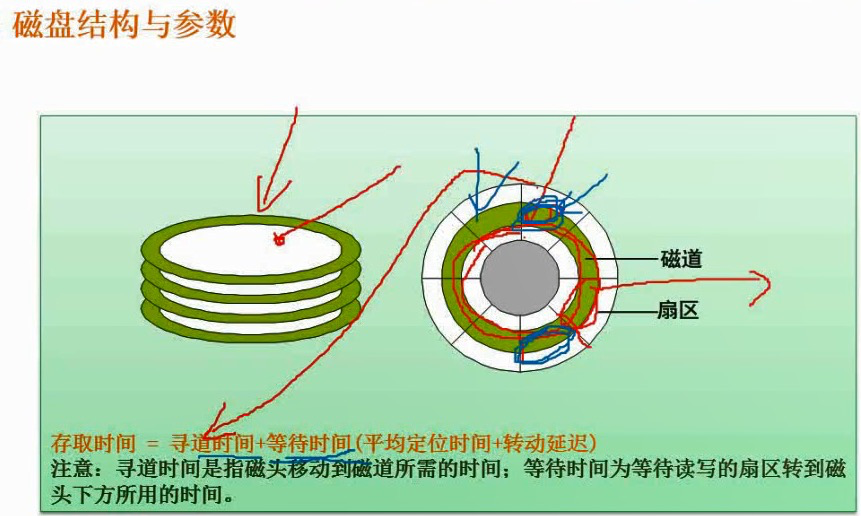 磁盘结构与参数
磁道
扇区
存取时间 = 寻道时间+等待时间(平均定位时间+转动延迟)
注意：寻道时间是指磁头移动到磁道所需的时间；等待时间为等待读写的扇区转到磁
头下方所用的时间。